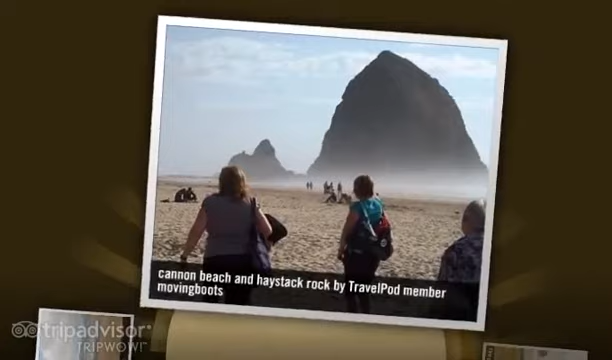 cannon beach and haystack rock by TravelPod member
movingboots
tripadvisor®
TRIPWOW!